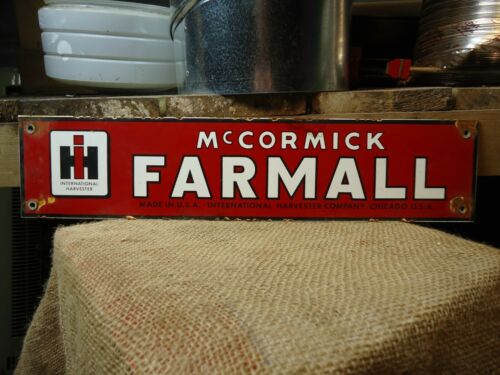 IH
INTERNATIONAL
HARVESTER
McCORMICK
FARMALL
MADE IN U.S.A. INTERNATIONAL HARVESTER COMPANY CHICAGO U.S.A.